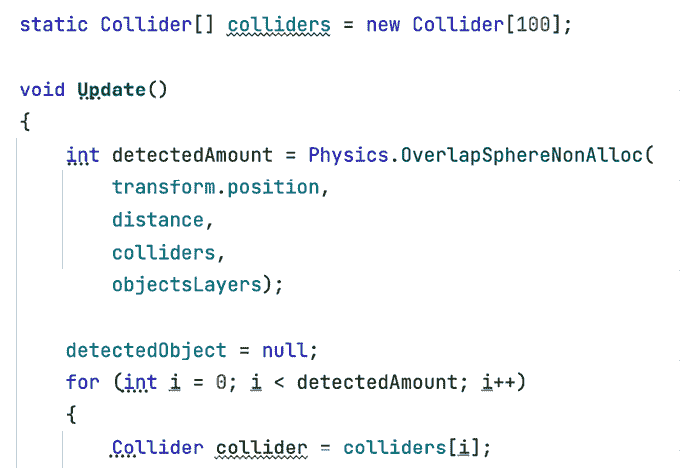 static Collider[] colliders = new Collider[100];
void Update()
{
int detectedAmount = Physics.OverlapSphereNonAlloc(
transform.position,
distance,
colliders,
objectsLayers);
detectedObject = null;
for (int i = 0; i < detectedAmount; i++)
{
Collider collider = colliders[i];